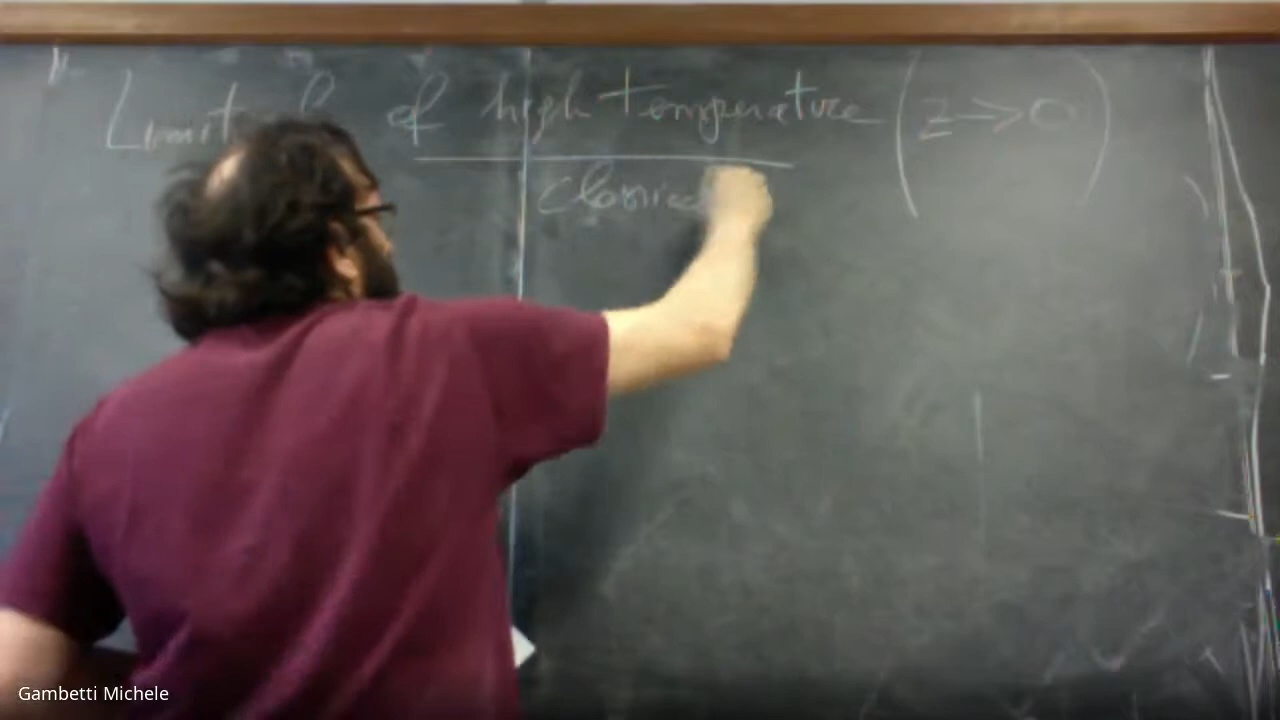 Limit of high temperature (z → 0)
classical
Gambetti Michele